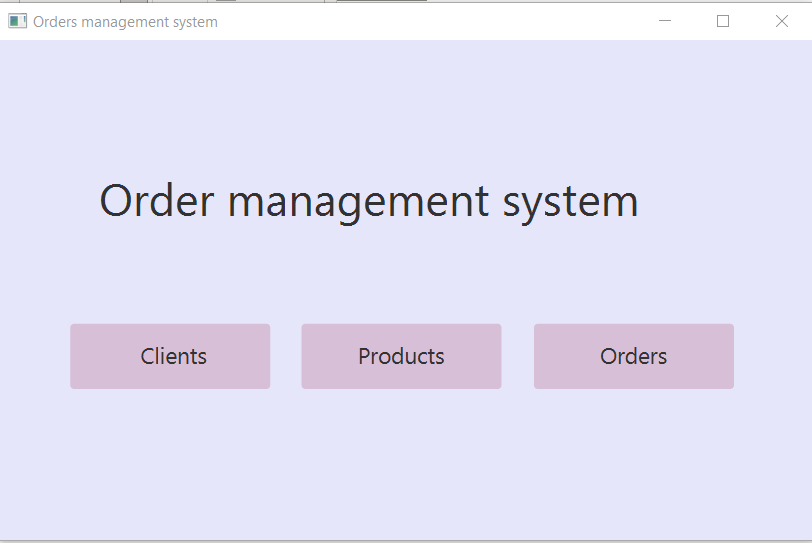 Orders management system
Order management system
Clients
Products
Orders